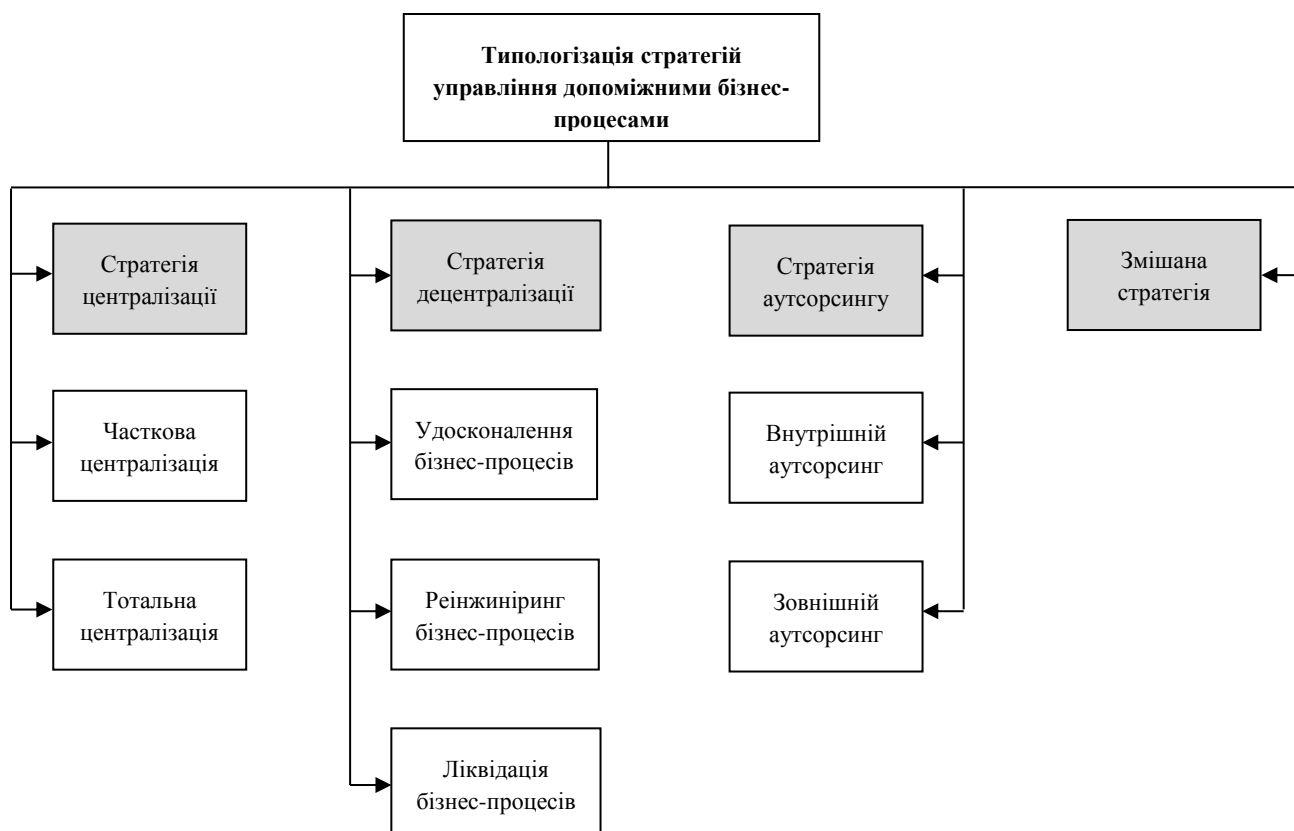 Типологізація стратегій
управління допоміжними бізнес-
процесами
Стратегія
централізації
Стратегія
децентралізації
Стратегія
аутсорсингу
Змішана
стратегія
Часткова
централізація
Удосконалення
бізнес-процесів
Внутрішній
аутсорсинг
Тотальна
централізація
Реінжиніринг
бізнес-процесів
Зовнішній
аутсорсинг
Ліквідація
бізнес-процесів